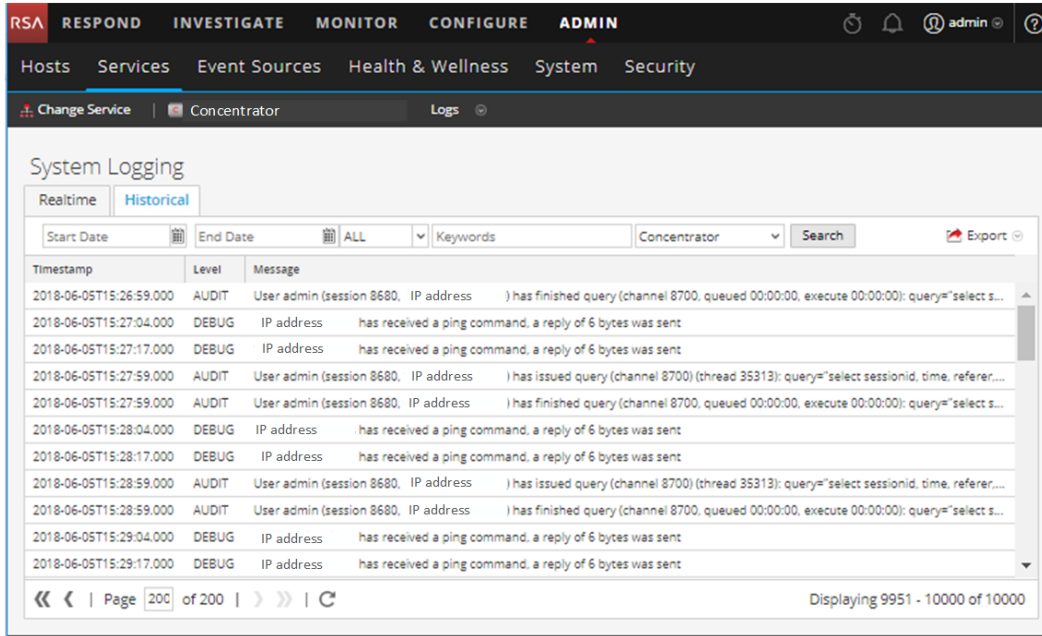 RSA RESPOND INVESTIGATE MONITOR CONFIGURE ADMIN admin ?
Hosts Services Event Sources Health & Wellness System Security
Change Service | C Concentrator Logs
System Logging
Realtime Historical
Start Date End Date ALL Keywords Concentrator Search Export
Timestamp Level Message
2018-06-05T15:26:59.000 AUDIT User admin (session 8680, IP address ) has finished query (channel 8700, queued 00:00:00, execute 00:00:00): query="select s...
2018-06-05T15:27:04.000 DEBUG IP address has received a ping command, a reply of 6 bytes was sent
2018-06-05T15:27:17.000 DEBUG IP address has received a ping command, a reply of 6 bytes was sent
2018-06-05T15:27:59.000 AUDIT User admin (session 8680, IP address ) has issued query (channel 8700) (thread 35313): query="select sessionid, time, referer,...
2018-06-05T15:27:59.000 AUDIT User admin (session 8680, IP address ) has finished query (channel 8700, queued 00:00:00, execute 00:00:00): query="select s...
2018-06-05T15:28:04.000 DEBUG IP address has received a ping command, a reply of 6 bytes was sent
2018-06-05T15:28:17.000 DEBUG IP address has received a ping command, a reply of 6 bytes was sent
2018-06-05T15:28:59.000 AUDIT User admin (session 8680, IP address ) has issued query (channel 8700) (thread 35313): query="select sessionid, time, referer,...
2018-06-05T15:28:59.000 AUDIT User admin (session 8680, IP address ) has finished query (channel 8700, queued 00:00:00, execute 00:00:00): query="select s...
2018-06-05T15:29:04.000 DEBUG IP address has received a ping command, a reply of 6 bytes was sent
2018-06-05T15:29:17.000 DEBUG IP address has received a ping command, a reply of 6 bytes was sent
| Page 200 of 200 | | Displaying 9951 - 10000 of 10000